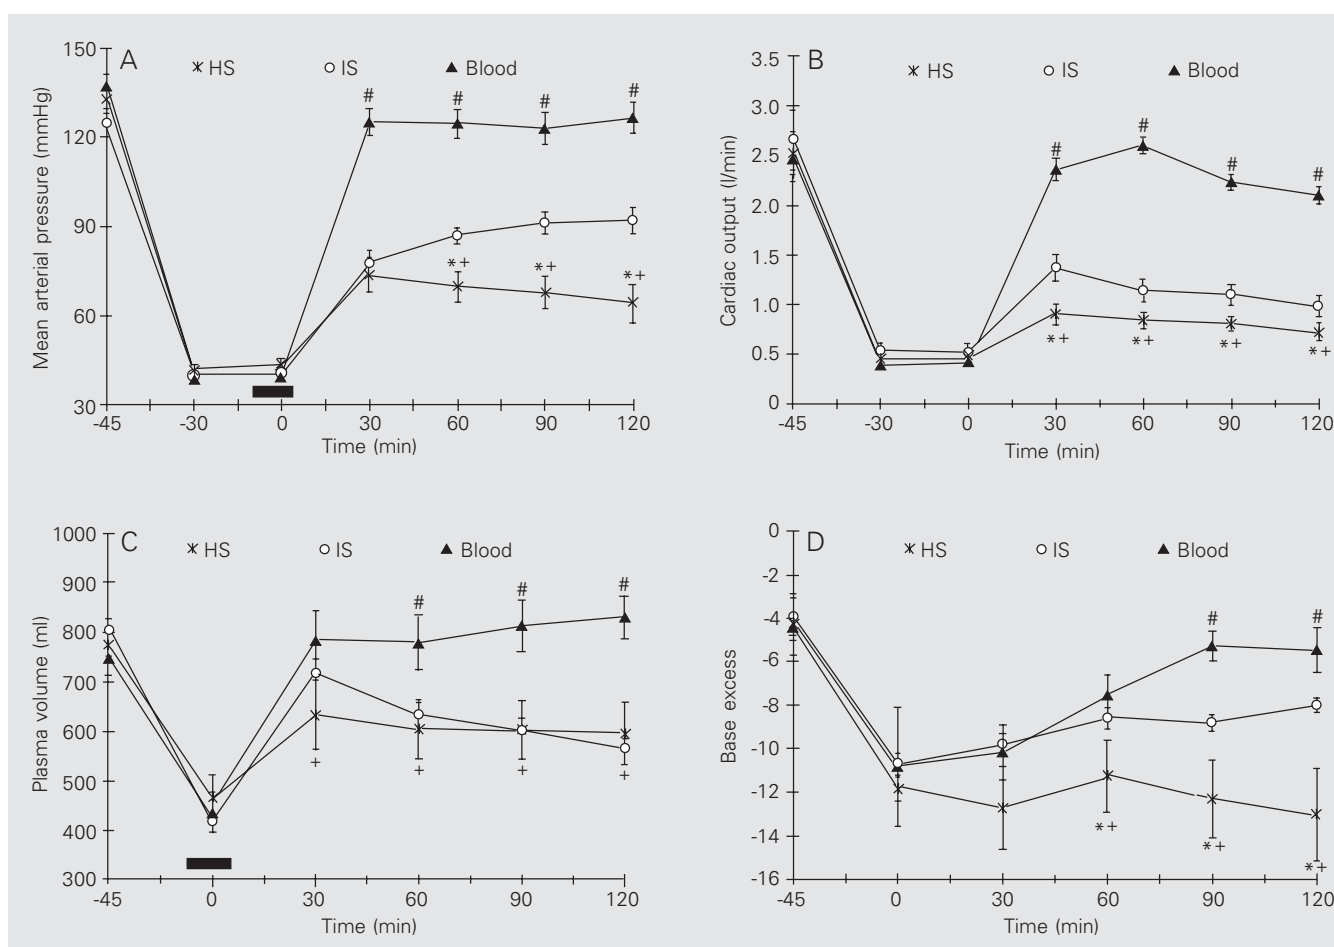 A
HS IS Blood
Mean arterial pressure (mmHg)
150
120
90
60
30
# # # #
*+ *+ *+
-45 -30 0 30 60 90 120
Time (min)
B
HS IS Blood
Cardiac output (l/min)
3.5
3.0
2.5
2.0
1.5
1.0
0.5
0
# # # #
*+ *+ *+ *+
-45 -30 0 30 60 90 120
Time (min)
C
HS IS Blood
Plasma volume (ml)
1000
900
800
700
600
500
400
300
# # #
+ + + +
-45 0 30 60 90 120
Time (min)
D
HS IS Blood
Base excess
0
-2
-4
-6
-8
-10
-12
-14
-16
# #
*+ *+ *+
-45 0 30 60 90 120
Time (min)